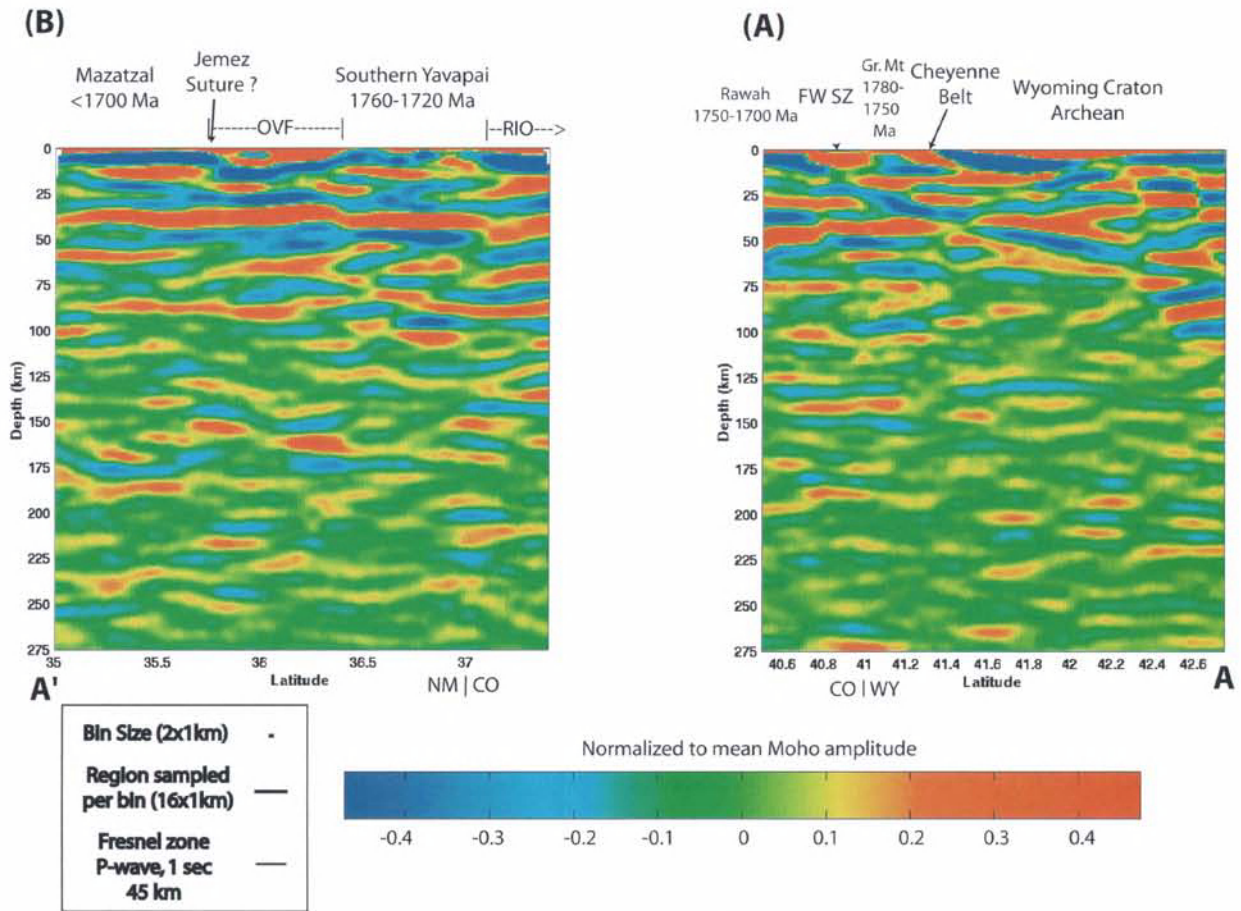 (B)
Mazatzal
<1700 Ma
Jemez
Suture ?
Southern Yavapai
1760-1720 Ma
|-------OVF-------|
|--RIO--->
0
25
50
75
100
125
150
175
200
225
250
275
Depth (km)
35
35.5
36
36.5
37
Latitude
NM | CO
A'
(A)
Rawah
1750-1700 Ma
FW SZ
Gr. Mt
1780-
1750
Ma
Cheyenne
Belt
Wyoming Craton
Archean
0
25
50
75
100
125
150
175
200
225
250
275
Depth (km)
40.6
40.8
41
41.2
41.4
41.6
41.8
42
42.2
42.4
42.6
CO | WY
Latitude
A
Bin Size (2x1km)
Region sampled
per bin (16x1km)
Fresnel zone
P-wave, 1 sec
45 km
Normalized to mean Moho amplitude
-0.4
-0.3
-0.2
-0.1
0
0.1
0.2
0.3
0.4